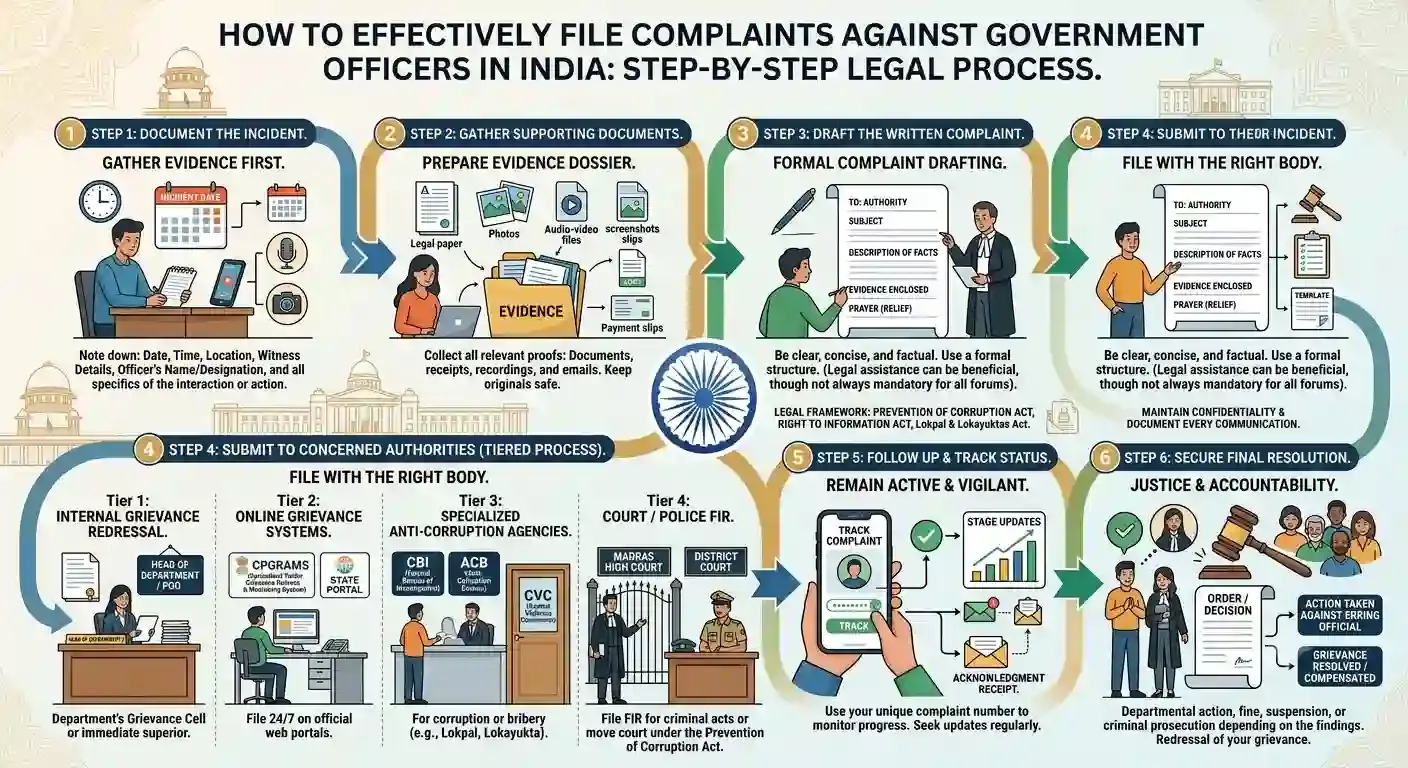 HOW TO EFFECTIVELY FILE COMPLAINTS AGAINST GOVERNMENT
OFFICERS IN INDIA: STEP-BY-STEP LEGAL PROCESS.
1 STEP 1: DOCUMENT THE INCIDENT.
GATHER EVIDENCE FIRST.
INCIDENT DATE
Note down: Date, Time, Location, Witness
Details, Officer's Name/Designation, and all
specifics of the interaction or action.
2 STEP 2: GATHER SUPPORTING DOCUMENTS.
PREPARE EVIDENCE DOSSIER.
A
Legal paper
Photos
Audio-video
files
screenshots
slips
EVIDENCE
Payment slips
Collect all relevant proofs: Documents,
receipts, recordings, and emails. Keep
originals safe.
3 STEP 3: DRAFT THE WRITTEN COMPLAINT.
FORMAL COMPLAINT DRAFTING.
TO: AUTHORITY
SUBJECT
DESCRIPTION OF FACTS
EVIDENCE ENCLOSED
PRAYER (RELIEF)
Be clear, concise, and factual. Use a formal
structure. (Legal assistance can be beneficial,
though not always mandatory for all forums).
LEGAL FRAMEWORK: PREVENTION OF CORRUPTION ACT,
RIGHT TO INFORMATION ACT, Lokpal & Lokayuktas Act.
4 STEP 4: SUBMIT TO INCIDENT.
FILE WITH THE RIGHT BODY.
TO: AUTHORITY
SUBJECT
DESCRIPTION OF FACTS
EVIDENCE ENCLOSED
PRAYER (RELIEF)
TEMPLATE
Be clear, concise, and factual. Use a formal
structure. (Legal assistance can be beneficial,
though not always mandatory for all forums).
MAINTAIN CONFIDENTIALITY &
DOCUMENT EVERY COMMUNICATION.
4 STEP 4: SUBMIT TO CONCERNED AUTHORITIES (TIERED PROCESS).
FILE WITH THE RIGHT BODY.
Tier 1:
INTERNAL GRIEVANCE
REDRESSAL.
HEAD OF
DEPARTMENT
Department's Grievance Cell
or immediate superior.
Tier 2:
ONLINE GRIEVANCE
SYSTEMS.
CPGRAMS
STATE
PORTAL
File 24/7 on official
web portals.
Tier 3:
SPECIALIZED
ANTI-CORRUPTION AGENCIES.
CBI
ACB
CVC
For corruption or bribery
(e.g., Lokpal, Lokayukta).
Tier 4:
COURT / POLICE FIR.
MADRAS
HIGH COURT
DISTRICT
COURT
File FIR for criminal acts or
move court under the Prevention
of Corruption Act.
5 STEP 5: FOLLOW UP & TRACK STATUS.
REMAIN ACTIVE & VIGILANT.
TRACK
COMPLAINT
TRACK
STAGE UPDATES
ACKNOWLEDGMENT
RECEIPT.
Use your unique complaint number to
monitor progress. Seek updates regularly.
6 STEP 6: SECURE FINAL RESOLUTION.
JUSTICE & ACCOUNTABILITY.
ORDER /
DECISION
ACTION TAKEN
AGAINST ERRING
OFFICIAL
GRIEVANCE
RESOLVED /
COMPENSATED
Departmental action, fine, suspension, or
criminal prosecution depending on the findings.
Redressal of your grievance.